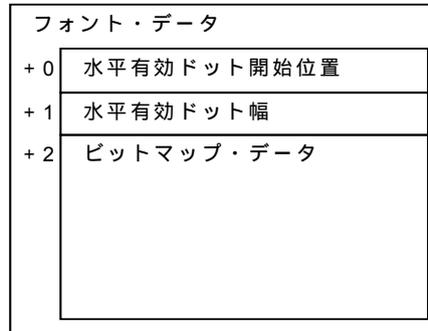 フォント・データ
+0 水平有効ドット開始位置
+1 水平有効ドット幅
+2 ビットマップ・データ